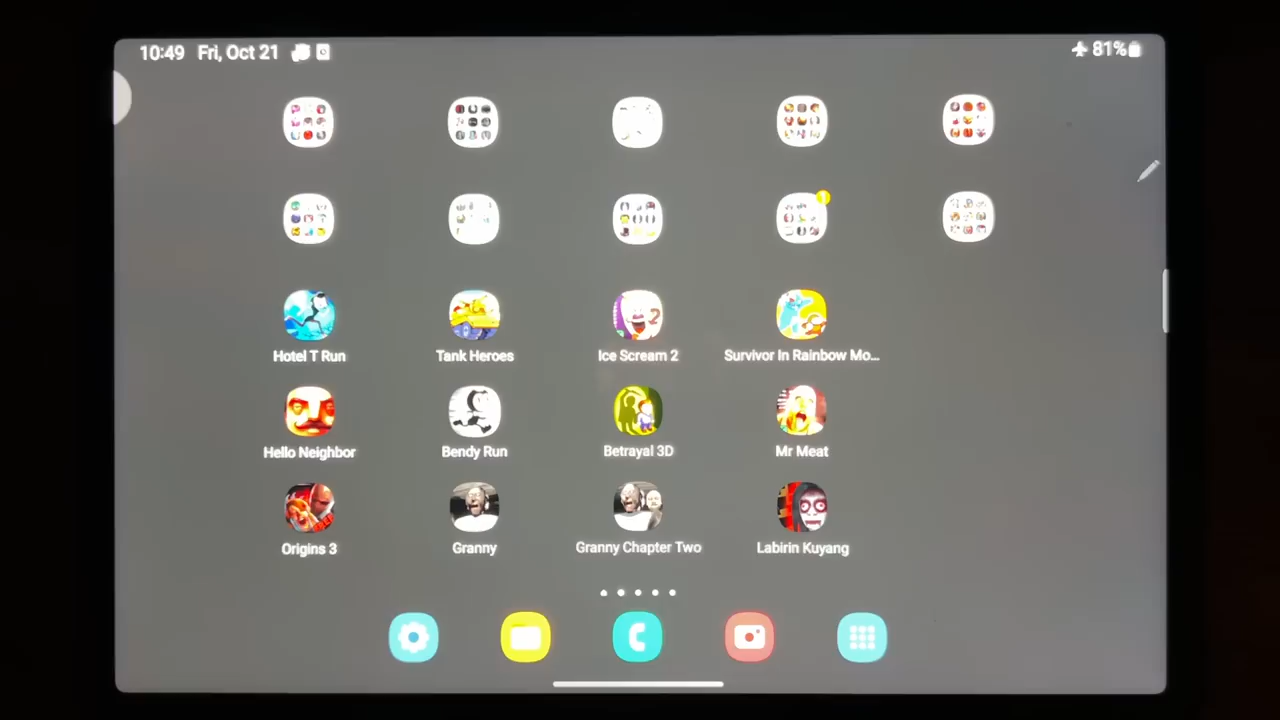 10:49 Fri, Oct 21 81%
Hotel T Run Tank Heroes Ice Scream 2 Survivor In Rainbow Mo...
Hello Neighbor Bendy Run Betrayal 3D Mr Meat
Origins 3 Granny Granny Chapter Two Labirin Kuyang